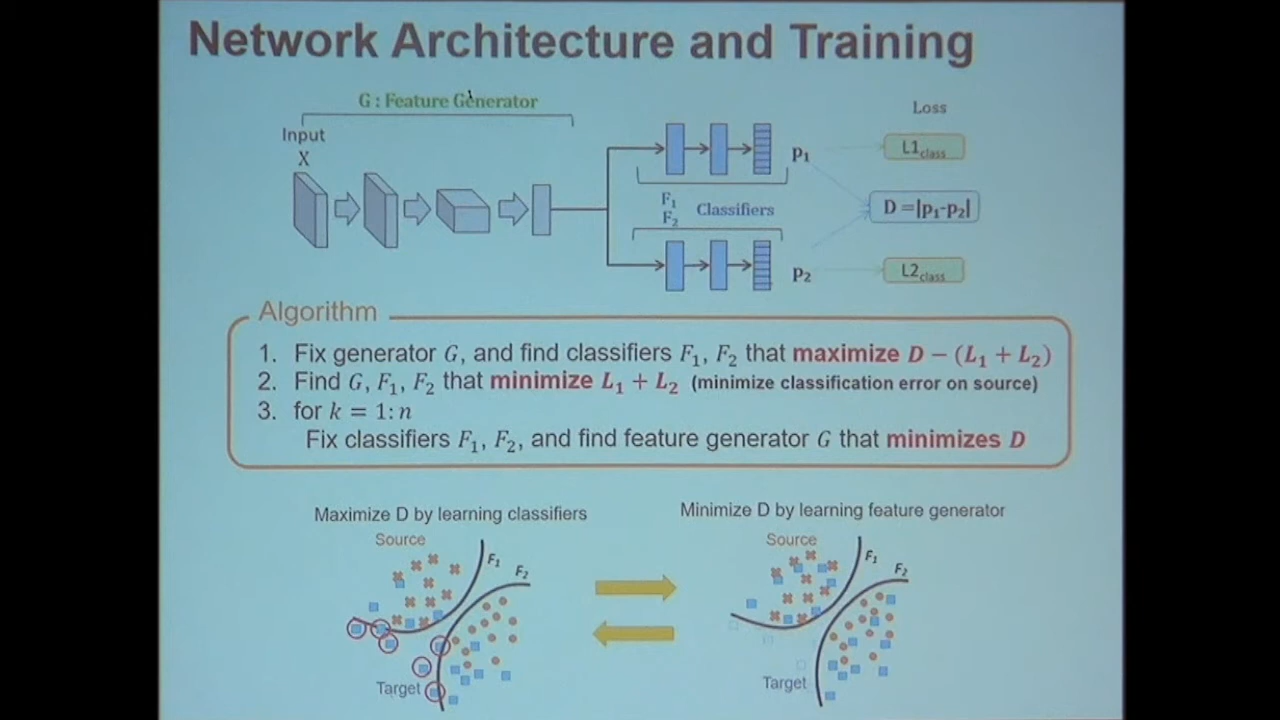 Network Architecture and Training
G : Feature Generator
Loss
Input
X
p₁
L1class
F₁
F₂
Classifiers
D =|p₁-p₂|
p₂
L2class
Algorithm
1. Fix generator G, and find classifiers F₁, F₂ that maximize D − (L₁ + L₂)
2. Find G, F₁, F₂ that minimize L₁ + L₂ (minimize classification error on source)
3. for k = 1: n
Fix classifiers F₁, F₂, and find feature generator G that minimizes D
Maximize D by learning classifiers
Minimize D by learning feature generator
Source
F₁
F₂
Target
Source
F₁
F₂
Target